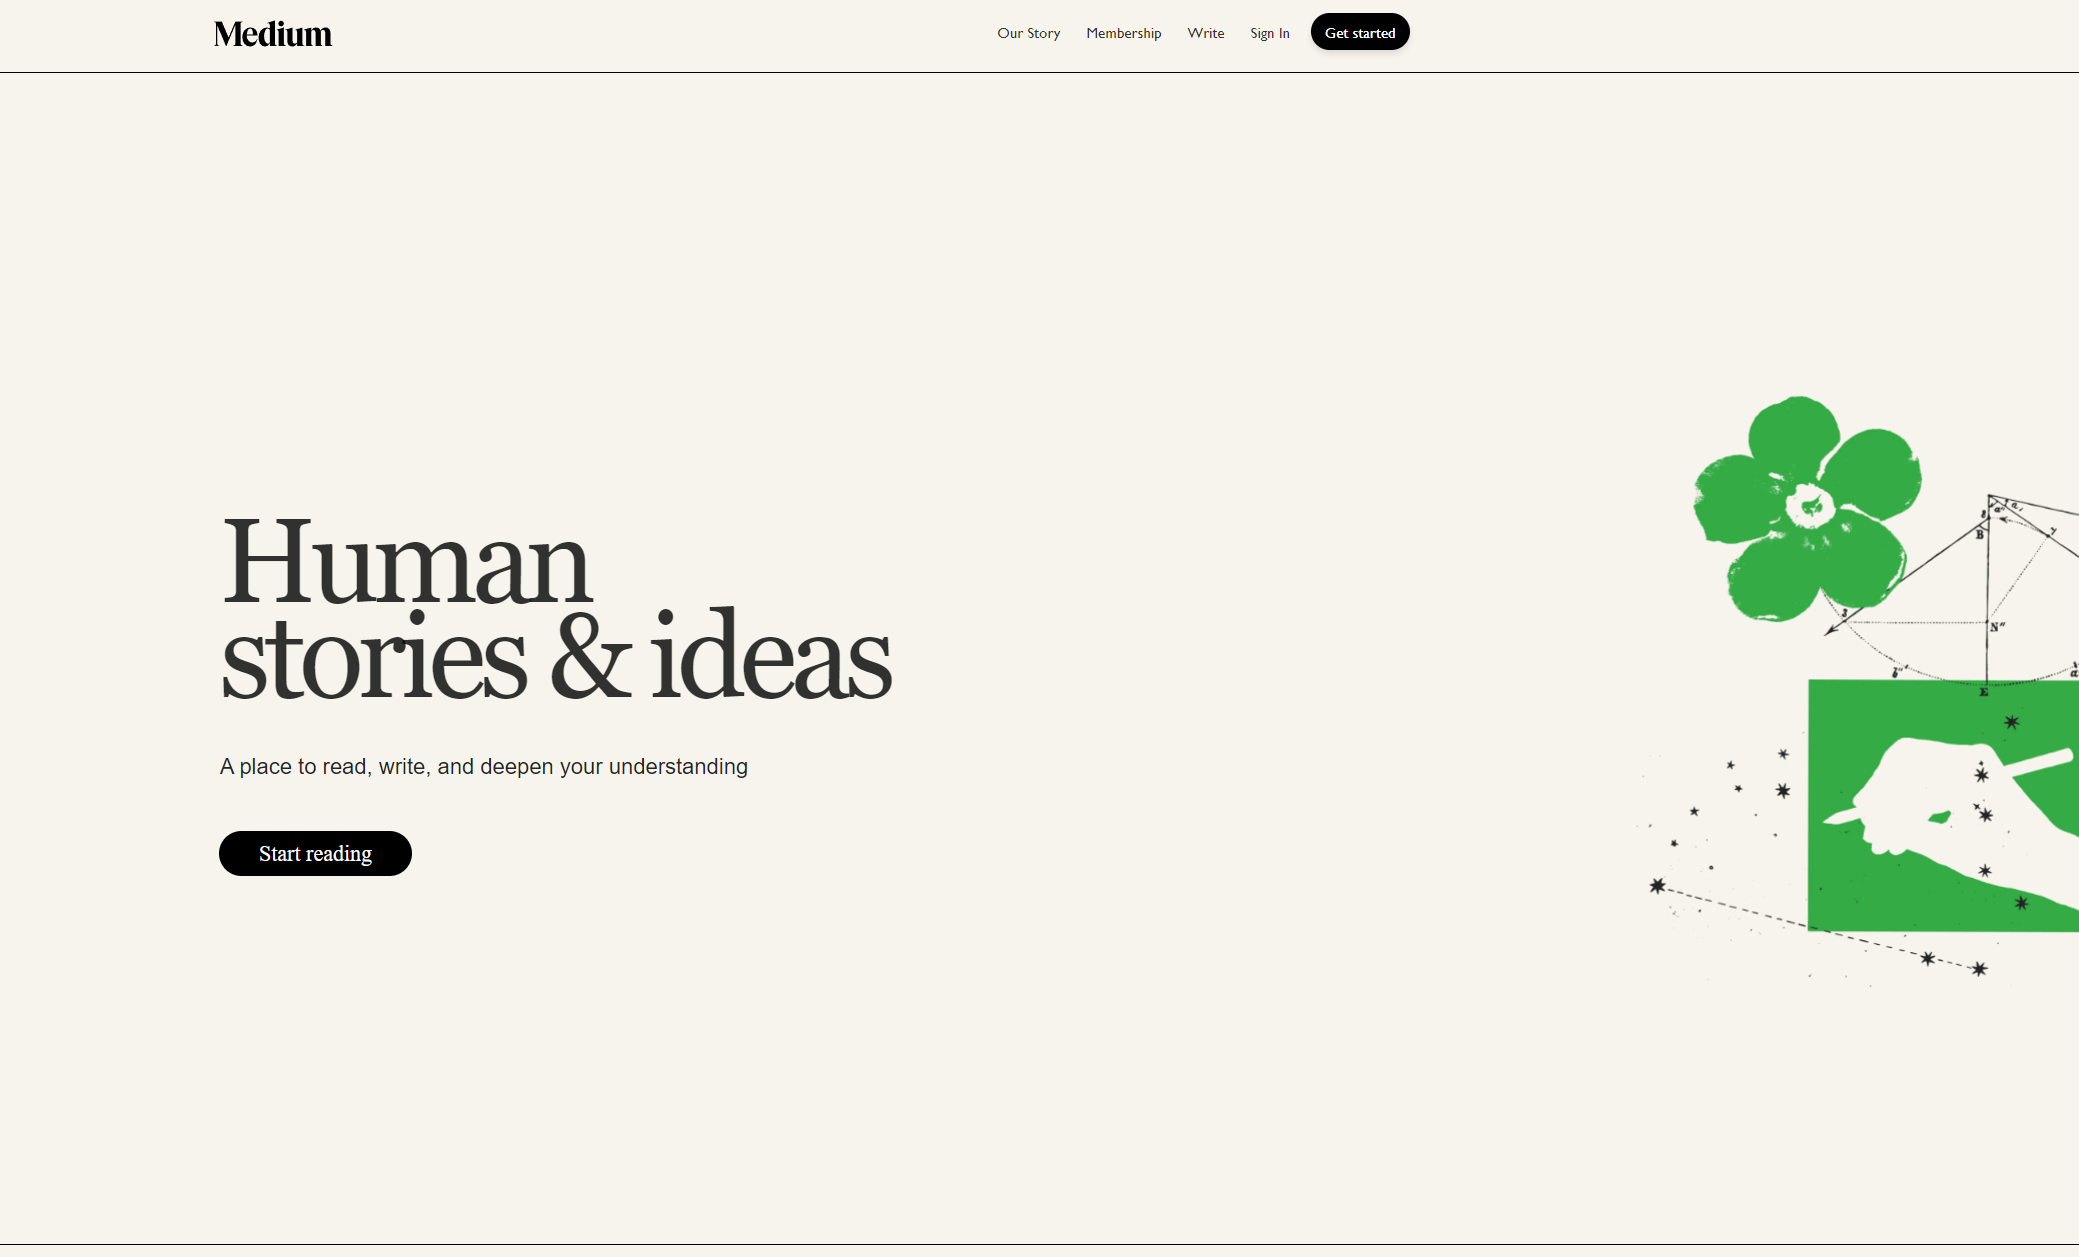 Medium
Our Story Membership Write Sign In Get started
Human
stories & ideas
A place to read, write, and deepen your understanding
Start reading
B
N"
b"
E